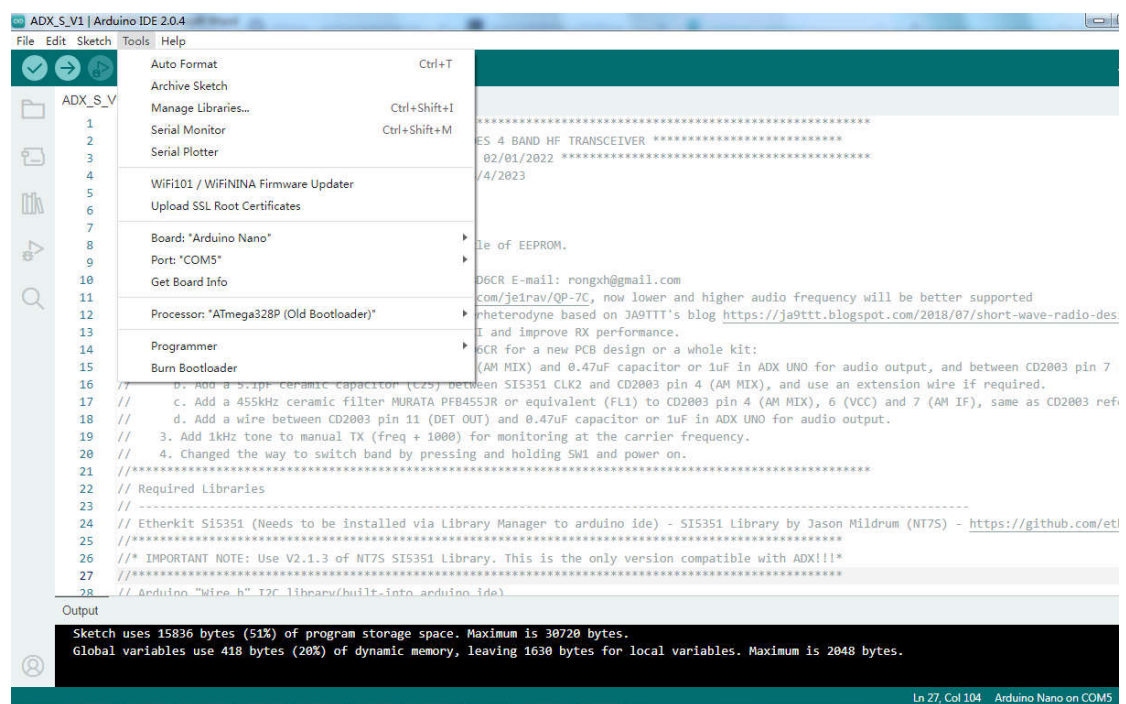 ADX_S_V1 | Arduino IDE 2.0.4
File Edit Sketch Tools Help
Auto Format Ctrl+T
Archive Sketch
Manage Libraries... Ctrl+Shift+I
Serial Monitor Ctrl+Shift+M
Serial Plotter
WiFi101 / WiFiNINA Firmware Updater
Upload SSL Root Certificates
Board: "Arduino Nano"
Port: "COM5"
Get Board Info
Processor: "ATmega328P (Old Bootloader)"
Programmer
Burn Bootloader
ADX_S_V
1 *******************************************************
2 ES 4 BAND HF TRANSCEIVER ***************************
3 02/01/2022 ********************************************
4 /4/2023
5
6
7
8 le of EEPROM.
9
10 D6CR E-mail: rongxh@gmail.com
11 com/je1rav/QP-7C, now lower and higher audio frequency will be better supported
12 rheterodyne based on JA9TTT's blog https://ja9ttt.blogspot.com/2018/07/short-wave-radio-des
13 I and improve RX performance.
14 6CR for a new PCB design or a whole kit:
15 (AM MIX) and 0.47uF capacitor or 1uF in ADX UNO for audio output, and between CD2003 pin 7
16 // b. Add a 5.1pF ceramic capacitor (C25) between SI5351 CLK2 and CD2003 pin 4 (AM MIX), and use an extension wire if required.
17 // c. Add a 455kHz ceramic filter MURATA PFB455JR or equivalent (FL1) to CD2003 pin 4 (AM MIX), 6 (VCC) and 7 (AM IF), same as CD2003 ref
18 // d. Add a wire between CD2003 pin 11 (DET OUT) and 0.47uF capacitor or 1uF in ADX UNO for audio output.
19 // 3. Add 1kHz tone to manual TX (freq + 1000) for monitoring at the carrier frequency.
20 // 4. Changed the way to switch band by pressing and holding SW1 and power on.
21 //*********************************************************************************************************
22 // Required Libraries
23 // ----------------------------------------------------------------------------------------------------------------------
24 // Etherkit Si5351 (Needs to be installed via Library Manager to arduino ide) - SI5351 Library by Jason Mildrum (NT7S) - https://github.com/et
25 //*****************************************************************************************************
26 //* IMPORTANT NOTE: Use V2.1.3 of NT7S SI5351 Library. This is the only version compatible with ADX!!!*
27 //*****************************************************************************************************
28 // Arduino "Wire.h" I2C library(built-into arduino ide)
Output
Sketch uses 15836 bytes (51%) of program storage space. Maximum is 30720 bytes.
Global variables use 418 bytes (20%) of dynamic memory, leaving 1630 bytes for local variables. Maximum is 2048 bytes.
Ln 27, Col 104 Arduino Nano on COM5